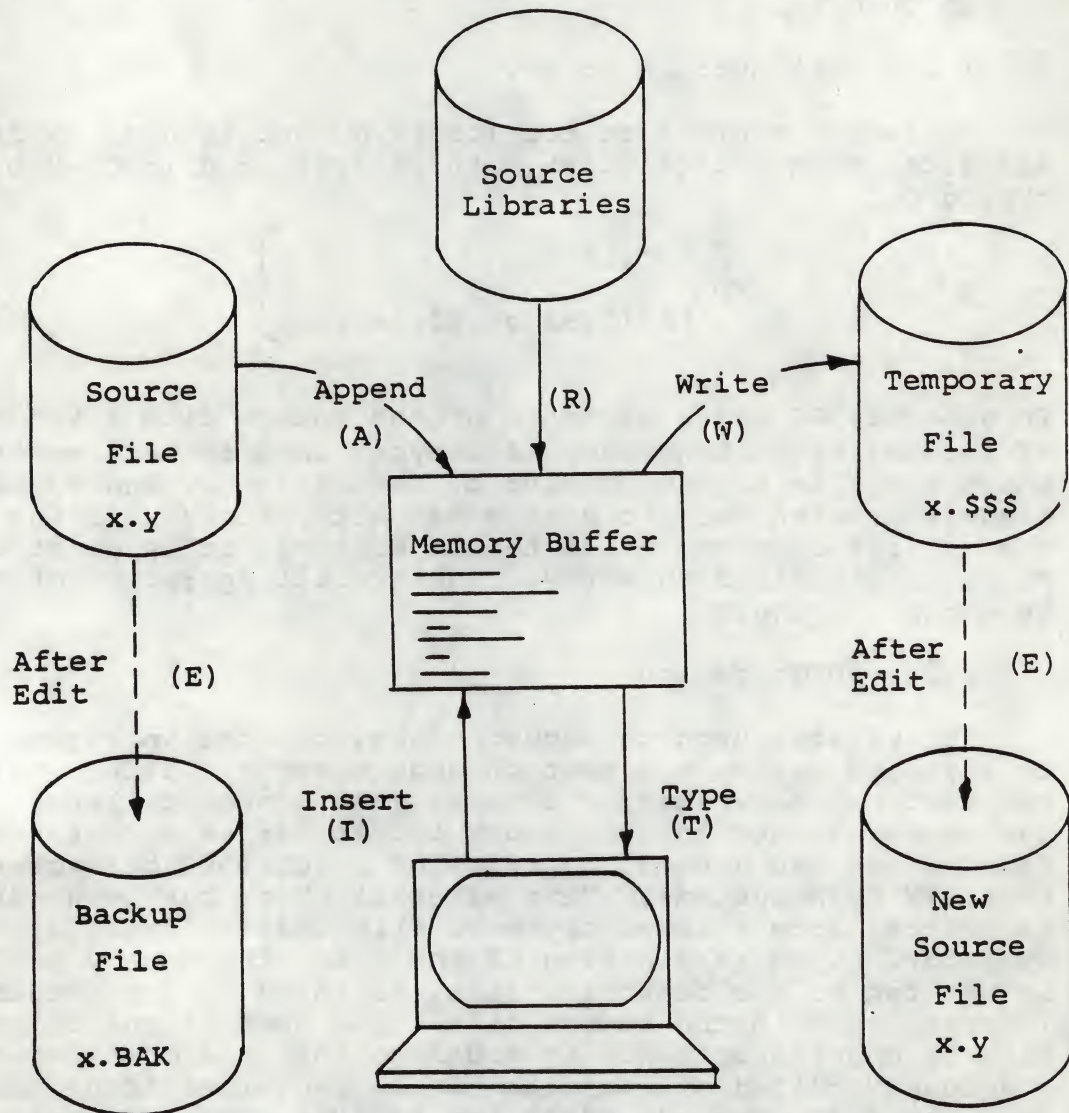 Source
Libraries
Source
File
x.y
Append
(A)
(R)
Write
(W)
Temporary
File
x.$$$
Memory Buffer
After
Edit
(E)
After
Edit
(E)
Insert
(I)
Type
(T)
Backup
File
x.BAK
New
Source
File
x.y